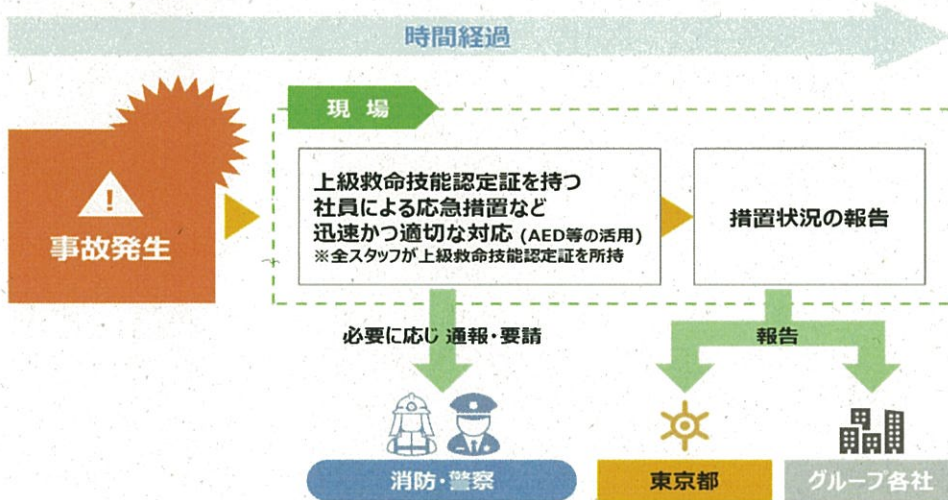 時間経過
現場
事故発生
上級救命技能認定証を持つ
社員による応急措置など
迅速かつ適切な対応 (AED等の活用)
※全スタッフが上級救命技能認定証を所持
措置状況の報告
必要に応じ 通報・要請
報告
消防・警察
東京都
グループ各社